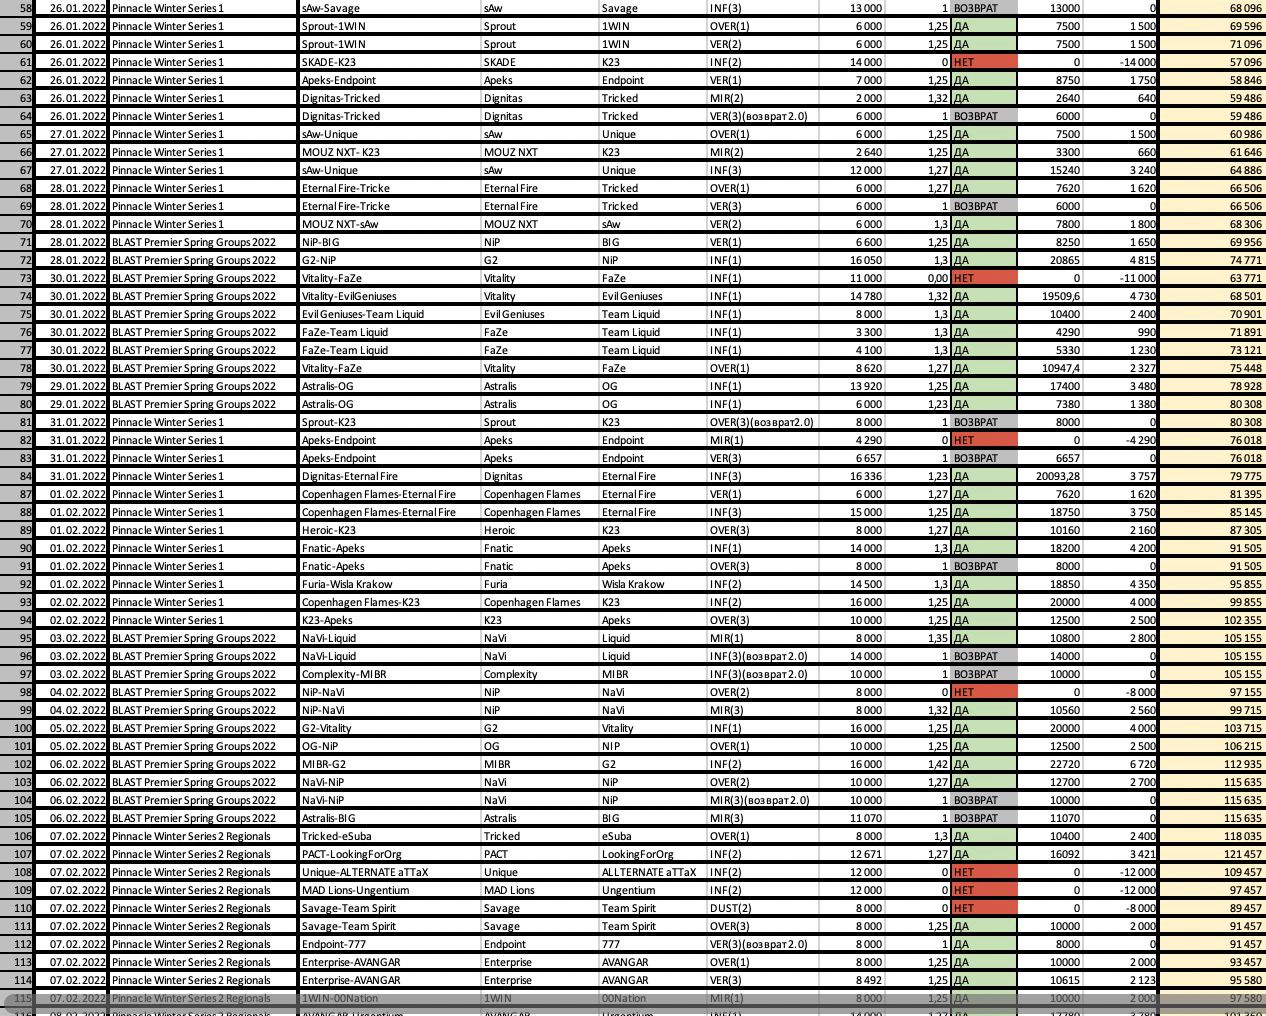 58 26.01.2022 Pinnacle Winter Series 1 sAw-Savage sAw Savage INF(3) 13 000 1 ВОЗВРАТ 13000 0 68 096
59 26.01.2022 Pinnacle Winter Series 1 Sprout-1WIN Sprout 1WIN OVER(1) 6 000 1,25 ДА 7500 1 500 69 596
60 26.01.2022 Pinnacle Winter Series 1 Sprout-1WIN Sprout 1WIN VER(2) 6 000 1,25 ДА 7500 1 500 71 096
61 26.01.2022 Pinnacle Winter Series 1 SKADE-K23 SKADE K23 INF(2) 14 000 0 НЕТ 0 -14 000 57 096
62 26.01.2022 Pinnacle Winter Series 1 Apeks-Endpoint Apeks Endpoint VER(1) 7 000 1,25 ДА 8750 1 750 58 846
63 26.01.2022 Pinnacle Winter Series 1 Dignitas-Tricked Dignitas Tricked MIR(2) 2 000 1,32 ДА 2640 640 59 486
64 26.01.2022 Pinnacle Winter Series 1 Dignitas-Tricked Dignitas Tricked VER(3)(возврат 2.0) 6 000 1 ВОЗВРАТ 6000 0 59 486
65 27.01.2022 Pinnacle Winter Series 1 sAw-Unique sAw Unique OVER(1) 6 000 1,25 ДА 7500 1 500 60 986
66 27.01.2022 Pinnacle Winter Series 1 MOUZ NXT- K23 MOUZ NXT K23 MIR(2) 2 640 1,25 ДА 3300 660 61 646
67 27.01.2022 Pinnacle Winter Series 1 sAw-Unique sAw Unique INF(3) 12 000 1,27 ДА 15240 3 240 64 886
68 28.01.2022 Pinnacle Winter Series 1 Eternal Fire-Tricke Eternal Fire Tricked OVER(1) 6 000 1,27 ДА 7620 1 620 66 506
69 28.01.2022 Pinnacle Winter Series 1 Eternal Fire-Tricke Eternal Fire Tricked VER(3) 6 000 1 ВОЗВРАТ 6000 0 66 506
70 28.01.2022 Pinnacle Winter Series 1 MOUZ NXT-sAw MOUZ NXT sAw VER(2) 6 000 1,3 ДА 7800 1 800 68 306
71 28.01.2022 BLAST Premier Spring Groups 2022 NiP-BIG NiP BIG VER(1) 6 600 1,25 ДА 8250 1 650 69 956
72 28.01.2022 BLAST Premier Spring Groups 2022 G2-NiP G2 NiP INF(1) 16 050 1,3 ДА 20865 4 815 74 771
73 30.01.2022 BLAST Premier Spring Groups 2022 Vitality-FaZe Vitality FaZe INF(1) 11 000 0,00 НЕТ 0 -11 000 63 771
74 30.01.2022 BLAST Premier Spring Groups 2022 Vitality-EvilGeniuses Vitality Evil Geniuses INF(1) 14 780 1,32 ДА 19509,6 4 730 68 501
75 30.01.2022 BLAST Premier Spring Groups 2022 Evil Geniuses-Team Liquid Evil Geniuses Team Liquid INF(1) 8 000 1,3 ДА 10400 2 400 70 901
76 30.01.2022 BLAST Premier Spring Groups 2022 FaZe-Team Liquid FaZe Team Liquid INF(1) 3 300 1,3 ДА 4290 990 71 891
77 30.01.2022 BLAST Premier Spring Groups 2022 FaZe-Team Liquid FaZe Team Liquid INF(1) 4 100 1,3 ДА 5330 1 230 73 121
78 30.01.2022 BLAST Premier Spring Groups 2022 Vitality-FaZe Vitality FaZe OVER(1) 8 620 1,27 ДА 10947,4 2 327 75 448
79 29.01.2022 BLAST Premier Spring Groups 2022 Astralis-OG Astralis OG INF(1) 13 920 1,25 ДА 17400 3 480 78 928
80 29.01.2022 BLAST Premier Spring Groups 2022 Astralis-OG Astralis OG INF(1) 6 000 1,23 ДА 7380 1 380 80 308
81 31.01.2022 Pinnacle Winter Series 1 Sprout-K23 Sprout K23 OVER(3)(возврат2.0) 8 000 1 ВОЗВРАТ 8000 0 80 308
82 31.01.2022 Pinnacle Winter Series 1 Apeks-Endpoint Apeks Endpoint MIR(1) 4 290 0 НЕТ 0 -4 290 76 018
83 31.01.2022 Pinnacle Winter Series 1 Apeks-Endpoint Apeks Endpoint VER(3) 6 657 1 ВОЗВРАТ 6657 0 76 018
84 31.01.2022 Pinnacle Winter Series 1 Dignitas-Eternal Fire Dignitas Eternal Fire INF(3) 16 336 1,23 ДА 20093,28 3 757 79 775
87 01.02.2022 Pinnacle Winter Series 1 Copenhagen Flames-Eternal Fire Copenhagen Flames Eternal Fire VER(1) 6 000 1,27 ДА 7620 1 620 81 395
88 01.02.2022 Pinnacle Winter Series 1 Copenhagen Flames-Eternal Fire Copenhagen Flames Eternal Fire INF(3) 15 000 1,25 ДА 18750 3 750 85 145
89 01.02.2022 Pinnacle Winter Series 1 Heroic-K23 Heroic K23 OVER(3) 8 000 1,27 ДА 10160 2 160 87 305
90 01.02.2022 Pinnacle Winter Series 1 Fnatic-Apeks Fnatic Apeks INF(1) 14 000 1,3 ДА 18200 4 200 91 505
91 01.02.2022 Pinnacle Winter Series 1 Fnatic-Apeks Fnatic Apeks OVER(3) 8 000 1 ВОЗВРАТ 8000 0 91 505
92 01.02.2022 Pinnacle Winter Series 1 Furia-Wisla Krakow Furia Wisla Krakow INF(2) 14 500 1,3 ДА 18850 4 350 95 855
93 02.02.2022 Pinnacle Winter Series 1 Copenhagen Flames-K23 Copenhagen Flames K23 INF(2) 16 000 1,25 ДА 20000 4 000 99 855
94 02.02.2022 Pinnacle Winter Series 1 K23-Apeks K23 Apeks OVER(3) 10 000 1,25 ДА 12500 2 500 102 355
95 03.02.2022 BLAST Premier Spring Groups 2022 NaVi-Liquid NaVi Liquid MIR(1) 8 000 1,35 ДА 10800 2 800 105 155
96 03.02.2022 BLAST Premier Spring Groups 2022 NaVi-Liquid NaVi Liquid INF(3)(возврат 2.0) 14 000 1 ВОЗВРАТ 14000 0 105 155
97 03.02.2022 BLAST Premier Spring Groups 2022 Complexity-MIBR Complexity MIBR INF(3)(возврат 2.0) 10 000 1 ВОЗВРАТ 10000 0 105 155
98 04.02.2022 BLAST Premier Spring Groups 2022 NiP-NaVi NiP NaVi OVER(2) 8 000 0 НЕТ 0 -8 000 97 155
99 04.02.2022 BLAST Premier Spring Groups 2022 NiP-NaVi NiP NaVi MIR(3) 8 000 1,32 ДА 10560 2 560 99 715
100 05.02.2022 BLAST Premier Spring Groups 2022 G2-Vitality G2 Vitality INF(1) 16 000 1,25 ДА 20000 4 000 103 715
101 05.02.2022 BLAST Premier Spring Groups 2022 OG-NiP OG NIP OVER(1) 10 000 1,25 ДА 12500 2 500 106 215
102 06.02.2022 BLAST Premier Spring Groups 2022 MIBR-G2 MIBR G2 INF(2) 16 000 1,42 ДА 22720 6 720 112 935
103 06.02.2022 BLAST Premier Spring Groups 2022 NaVi-NiP NaVi NiP OVER(2) 10 000 1,27 ДА 12700 2 700 115 635
104 06.02.2022 BLAST Premier Spring Groups 2022 NaVi-NiP NaVi NiP MIR(3)(возврат 2.0) 10 000 1 ВОЗВРАТ 10000 0 115 635
105 06.02.2022 BLAST Premier Spring Groups 2022 Astralis-BIG Astralis BIG MIR(3) 11 070 1 ВОЗВРАТ 11070 0 115 635
106 07.02.2022 Pinnacle Winter Series 2 Regionals Tricked-eSuba Tricked eSuba OVER(1) 8 000 1,3 ДА 10400 2 400 118 035
107 07.02.2022 Pinnacle Winter Series 2 Regionals PACT-LookingForOrg PACT LookingForOrg INF(2) 12 671 1,27 ДА 16092 3 421 121 457
108 07.02.2022 Pinnacle Winter Series 2 Regionals Unique-ALTERNATE aTTaX Unique ALLTERNATE aTTaX INF(2) 12 000 0 НЕТ 0 -12 000 109 457
109 07.02.2022 Pinnacle Winter Series 2 Regionals MAD Lions-Ungentium MAD Lions Ungentium INF(2) 12 000 0 НЕТ 0 -12 000 97 457
110 07.02.2022 Pinnacle Winter Series 2 Regionals Savage-Team Spirit Savage Team Spirit DUST(2) 8 000 0 НЕТ 0 -8 000 89 457
111 07.02.2022 Pinnacle Winter Series 2 Regionals Savage-Team Spirit Savage Team Spirit OVER(3) 8 000 1,25 ДА 10000 2 000 91 457
112 07.02.2022 Pinnacle Winter Series 2 Regionals Endpoint-777 Endpoint 777 VER(3)(возврат 2.0) 8 000 1 ДА 8000 0 91 457
113 07.02.2022 Pinnacle Winter Series 2 Regionals Enterprise-AVANGAR Enterprise AVANGAR OVER(1) 8 000 1,25 ДА 10000 2 000 93 457
114 07.02.2022 Pinnacle Winter Series 2 Regionals Enterprise-AVANGAR Enterprise AVANGAR VER(3) 8 492 1,25 ДА 10615 2 123 95 580
115 07.02.2022 Pinnacle Winter Series 2 Regionals 1WIN-00Nation 1WIN 00Nation MIR(1) 8 000 1,25 ДА 10000 2 000 97 580